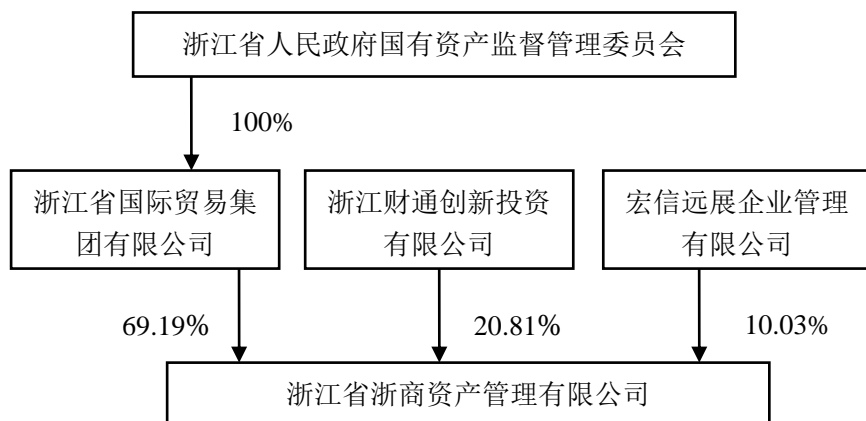 浙江省人民政府国有资产监督管理委员会
100%
浙江省国际贸易集
团有限公司
浙江财通创新投资
有限公司
宏信远展企业管理
有限公司
69.19%
20.81%
10.03%
浙江省浙商资产管理有限公司